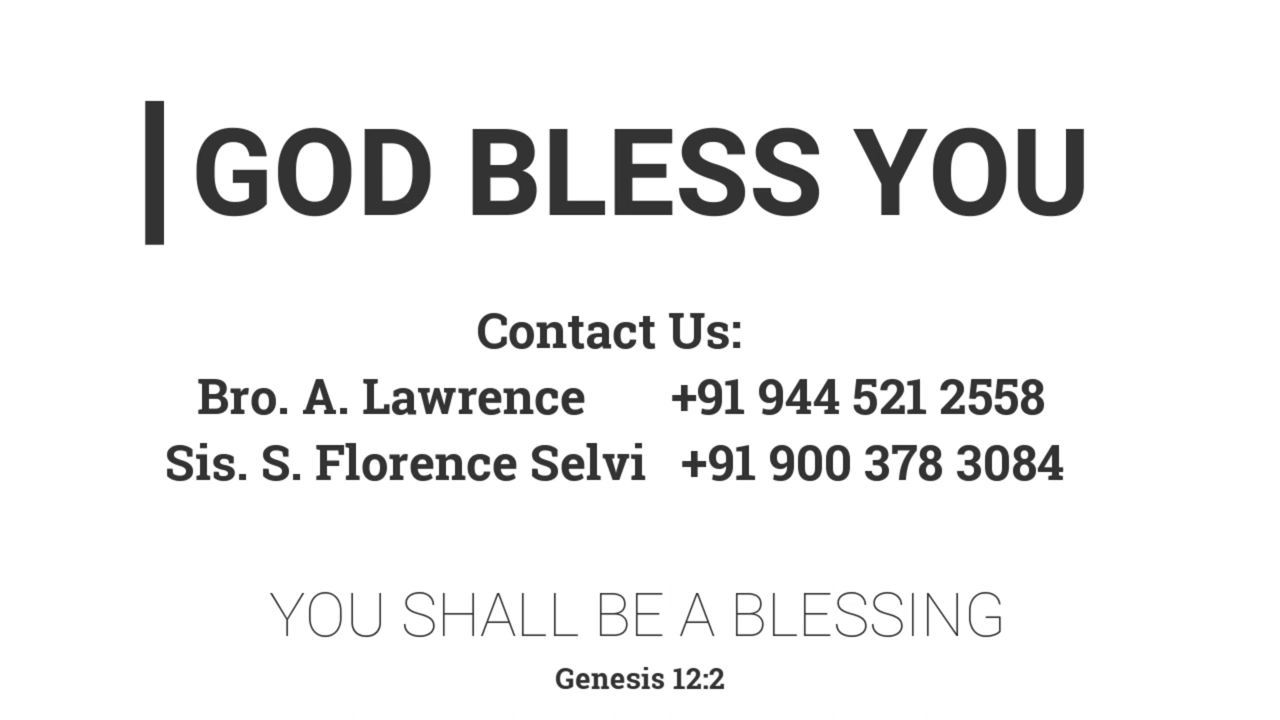 GOD BLESS YOU
Contact Us:
Bro. A. Lawrence +91 944 521 2558
Sis. S. Florence Selvi +91 900 378 3084
YOU SHALL BE A BLESSING
Genesis 12:2